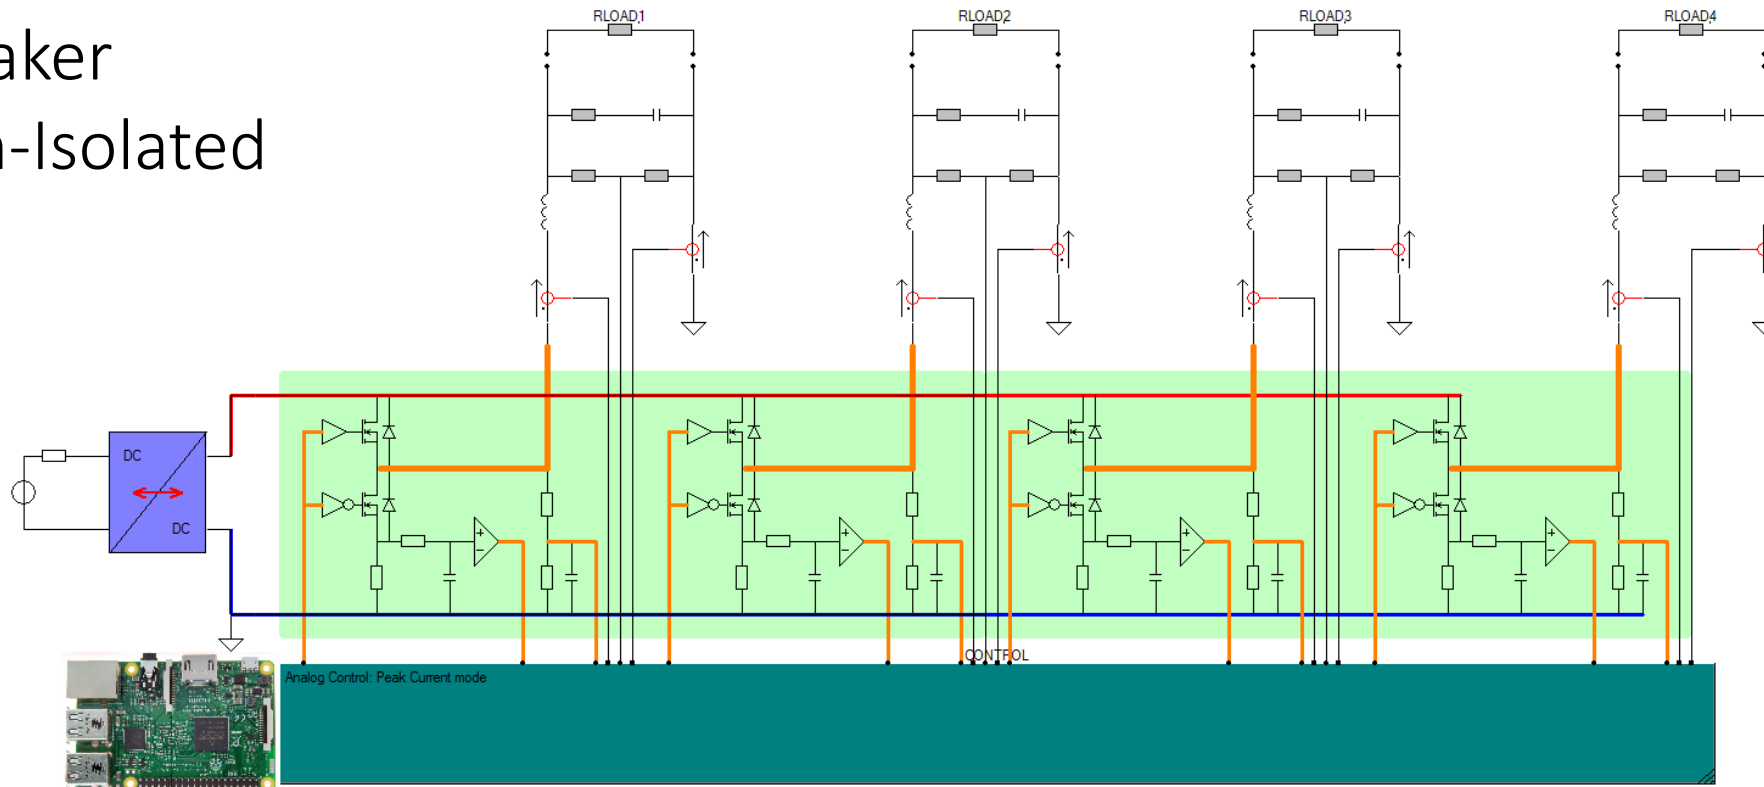 aker
-Isolated
RLOAD1
RLOAD2
RLOAD3
RLOAD4
DC
DC
CONTROL
Analog Control: Peak Current mode